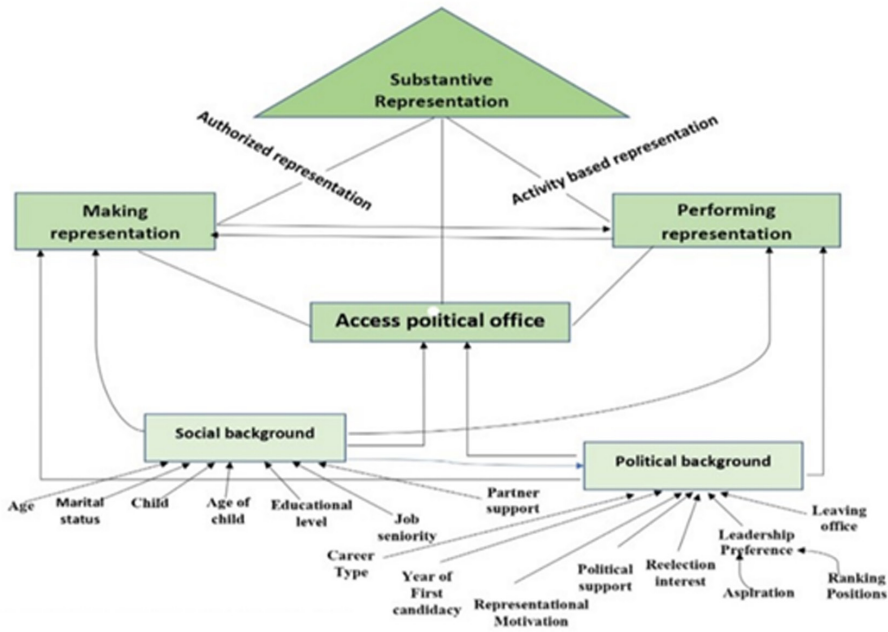 Substantive
Representation
Authorized representation
Activity based representation
Making
representation
Performing
representation
Access political office
Social background
Political background
Age
Marital
status
Child
Age of
child
Educational
level
Job
seniority
Partner
support
Career
Type
Year of
First
candidacy
Representational
Motivation
Political
support
Reelection
interest
Leadership
Preference
Aspiration
Leaving
office
Ranking
Positions